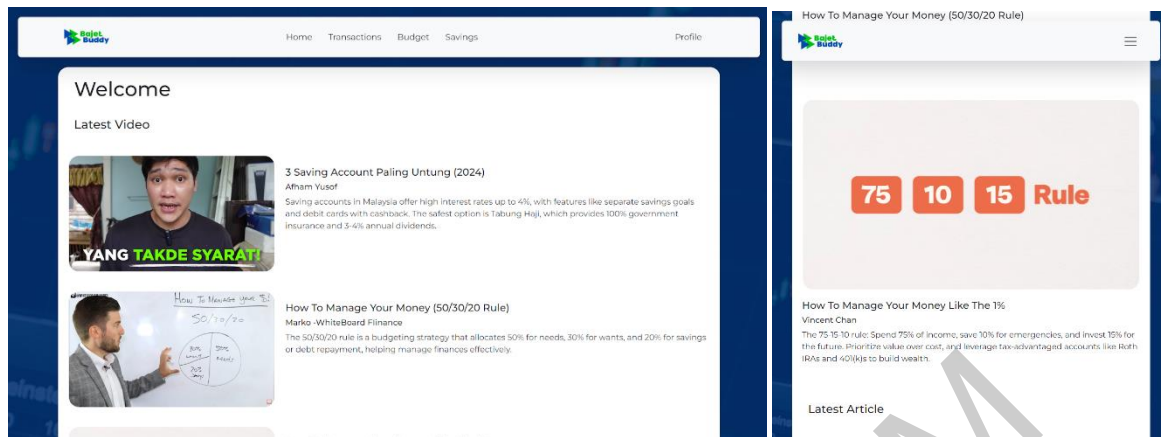 Bajet
Buddy
Home Transactions Budget Savings Profile
Welcome
Latest Video
YANG TAKDE SYARAT!
3 Saving Account Paling Untung (2024)
Afham Yusof
Saving accounts in Malaysia offer high interest rates up to 4%, with features like separate savings goals
and debit cards with cashback. The safest option is Tabung Haji, which provides 100% government
insurance and 3-4% annual dividends.
How To Manage Your
50/30/20
How To Manage Your Money (50/30/20 Rule)
Marko -WhiteBoard Flinance
The 50/30/20 rule is a budgeting strategy that allocates 50% for needs, 30% for wants, and 20% for savings
or debt repayment, helping manage finances effectively.
How To Manage Your Money (50/30/20 Rule)
Bajet
Buddy
75 10 15 Rule
How To Manage Your Money Like The 1%
Vincent Chan
The 75-15-10 rule: Spend 75% of income, save 10% for emergencies, and invest 15% for
the future. Prioritize value over cost, and leverage tax-advantaged accounts like Roth
IRAs and 401(k)s to build wealth.
Latest Article